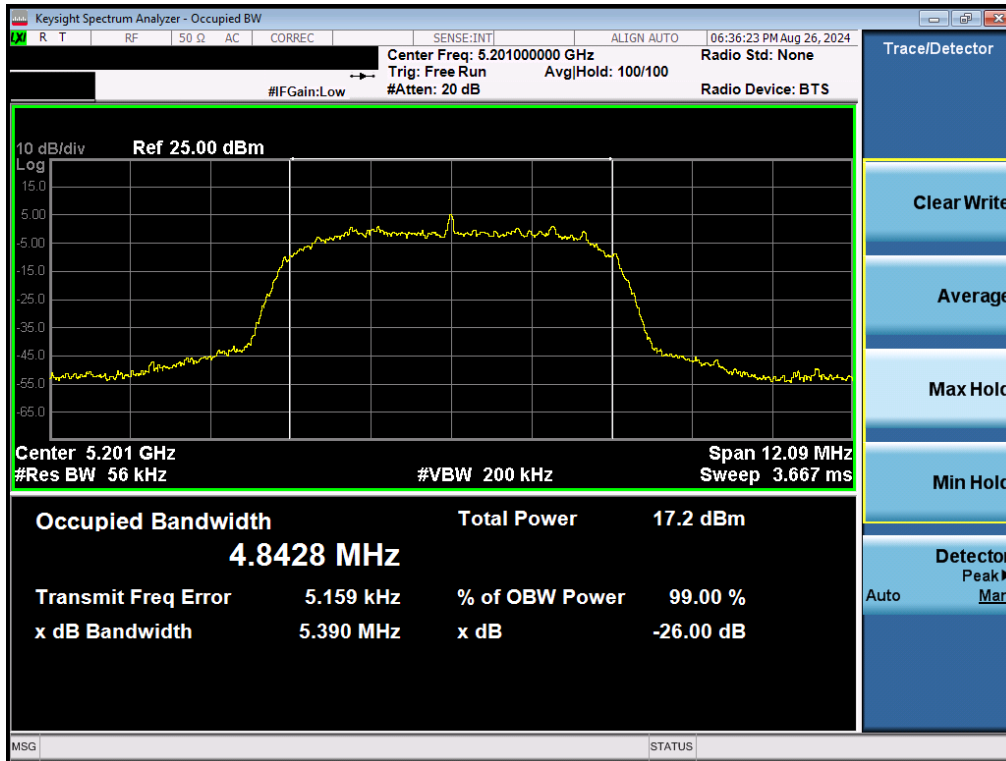 Keysight Spectrum Analyzer - Occupied BW
LXI R T RF 50 Ω AC CORREC SENSE:INT ALIGN AUTO 06:36:23 PM Aug 26, 2024
Center Freq: 5.201000000 GHz Radio Std: None
Trig: Free Run Avg|Hold: 100/100
#IFGain:Low #Atten: 20 dB Radio Device: BTS
10 dB/div Ref 25.00 dBm
Log
15.0
5.00
-5.00
-15.0
-25.0
-35.0
-45.0
-55.0
-65.0
Center 5.201 GHz Span 12.09 MHz
#Res BW 56 kHz #VBW 200 kHz Sweep 3.667 ms
Occupied Bandwidth Total Power 17.2 dBm
4.8428 MHz
Transmit Freq Error 5.159 kHz % of OBW Power 99.00 %
x dB Bandwidth 5.390 MHz x dB -26.00 dB
MSG STATUS
Trace/Detector
Clear Write
Average
Max Hold
Min Hold
Detector
Peak
Auto Man